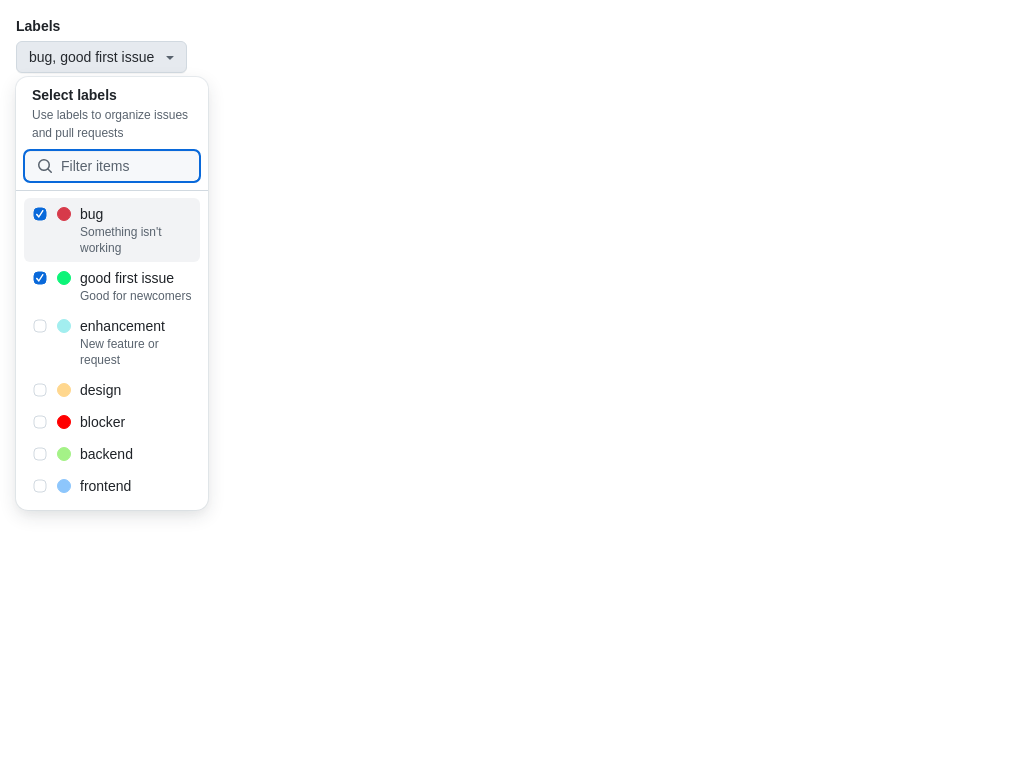 Labels
bug, good first issue
Select labels
Use labels to organize issues
and pull requests
Filter items
bug
Something isn't
working
good first issue
Good for newcomers
enhancement
New feature or
request
design
blocker
backend
frontend